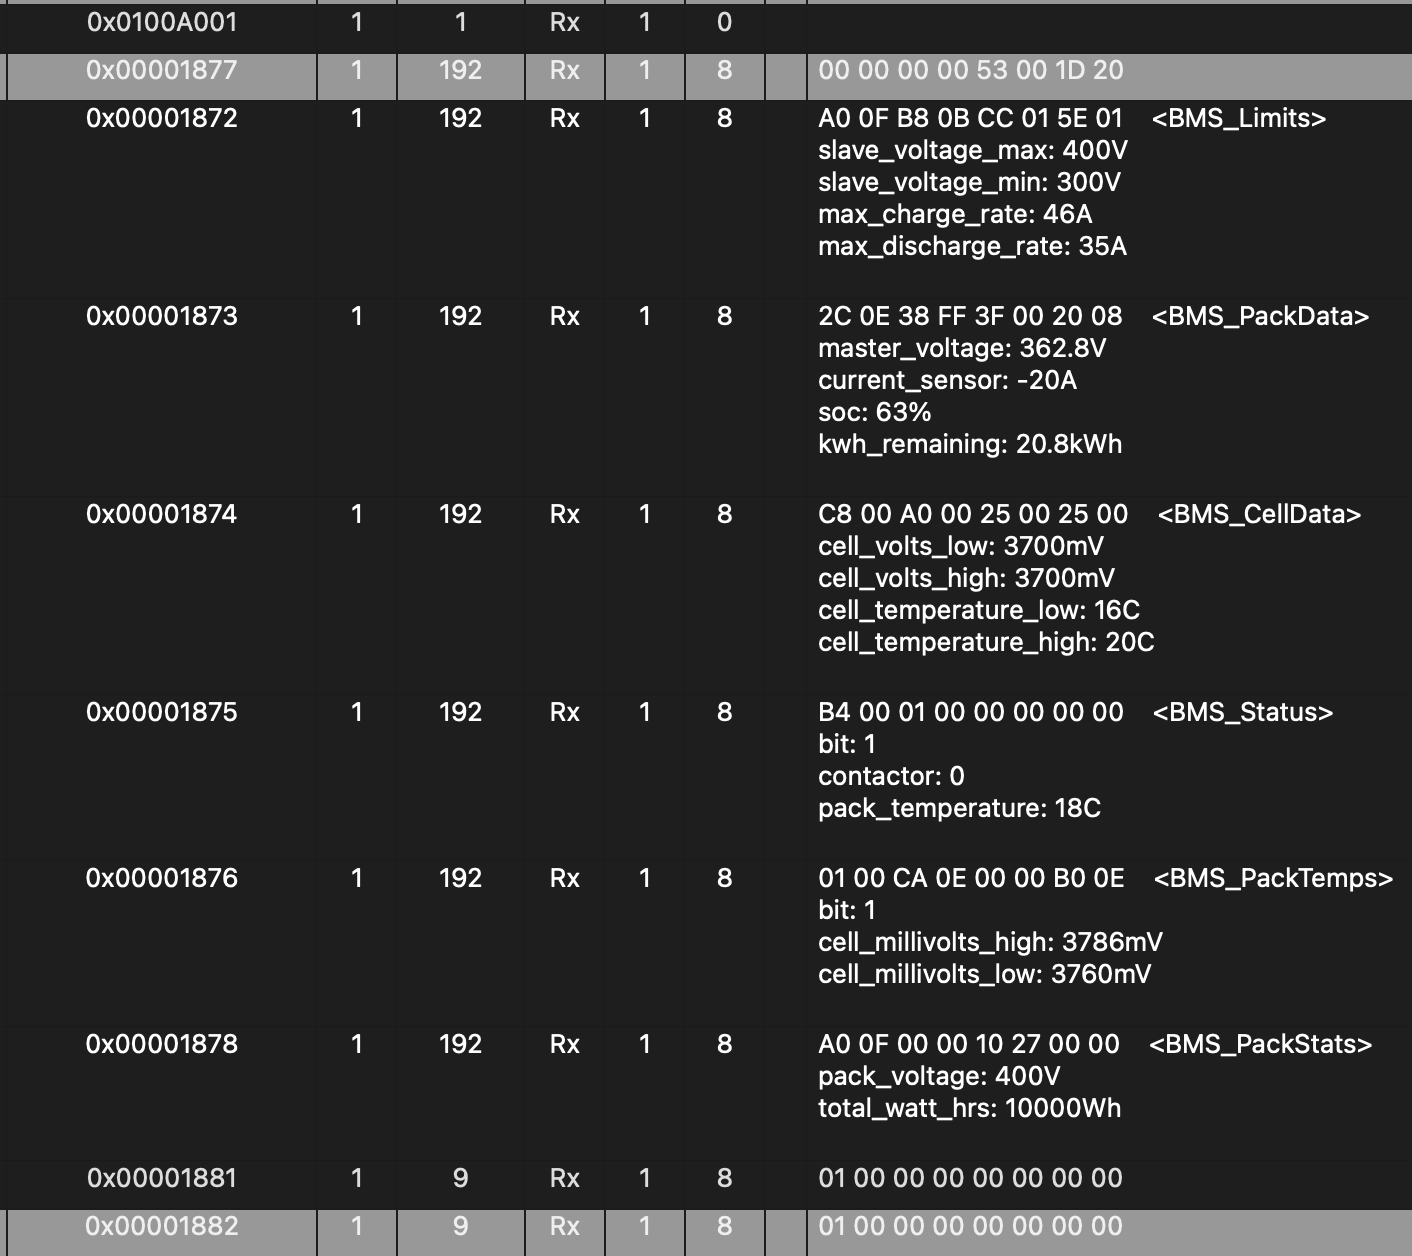 0x0100A001 1 1 Rx 1 0
0x00001877 1 192 Rx 1 8 00 00 00 00 53 00 1D 20
0x00001872 1 192 Rx 1 8 A0 0F B8 0B CC 01 5E 01 <BMS_Limits>
slave_voltage_max: 400V
slave_voltage_min: 300V
max_charge_rate: 46A
max_discharge_rate: 35A
0x00001873 1 192 Rx 1 8 2C 0E 38 FF 3F 00 20 08 <BMS_PackData>
master_voltage: 362.8V
current_sensor: -20A
soc: 63%
kwh_remaining: 20.8kWh
0x00001874 1 192 Rx 1 8 C8 00 A0 00 25 00 25 00 <BMS_CellData>
cell_volts_low: 3700mV
cell_volts_high: 3700mV
cell_temperature_low: 16C
cell_temperature_high: 20C
0x00001875 1 192 Rx 1 8 B4 00 01 00 00 00 00 00 <BMS_Status>
bit: 1
contactor: 0
pack_temperature: 18C
0x00001876 1 192 Rx 1 8 01 00 CA 0E 00 00 B0 0E <BMS_PackTemps>
bit: 1
cell_millivolts_high: 3786mV
cell_millivolts_low: 3760mV
0x00001878 1 192 Rx 1 8 A0 0F 00 00 10 27 00 00 <BMS_PackStats>
pack_voltage: 400V
total_watt_hrs: 10000Wh
0x00001881 1 9 Rx 1 8 01 00 00 00 00 00 00 00
0x00001882 1 9 Rx 1 8 01 00 00 00 00 00 00 00